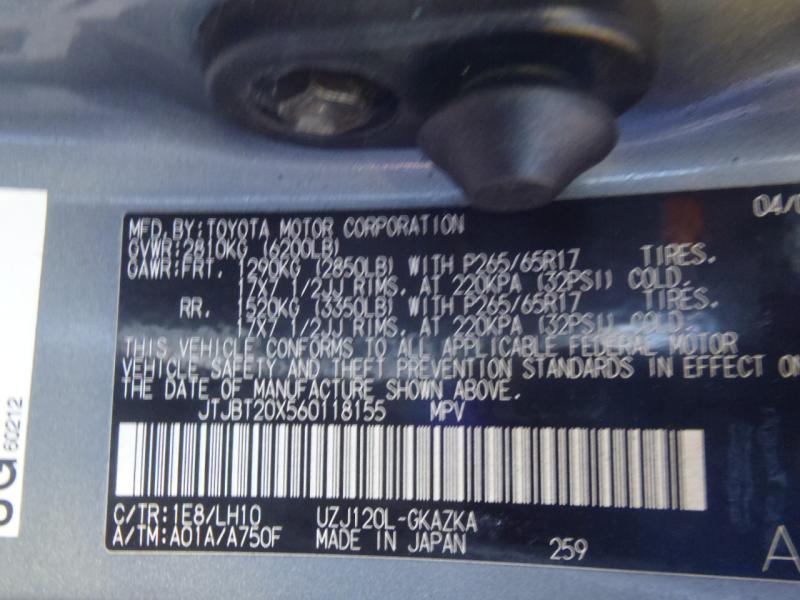 MFD. BY: TOYOTA MOTOR CORPORATION 04/0
GVWR: 2810KG (6200LB)
GAWR: FRT. 1290KG (2850LB) WITH P265/65R17 TIRES.
17X7 1/2JJ RIMS, AT 220KPA (32PSI) COLD.
RR. 1520KG (3350LB) WITH P265/65R17 TIRES.
17X7 1/2JJ RIMS, AT 220KPA (32PSI) COLD.
THIS VEHICLE CONFORMS TO ALL APPLICABLE FEDERAL MOTOR
VEHICLE SAFETY AND THEFT PREVENTION STANDARDS IN EFFECT ON
THE DATE OF MANUFACTURE SHOWN ABOVE.
JTJBT20X560118155 MPV
C/TR: 1E8/LH10 UZJ120L-GKAZKA
A/TM: A01A/A750F MADE IN JAPAN 259 A
60212